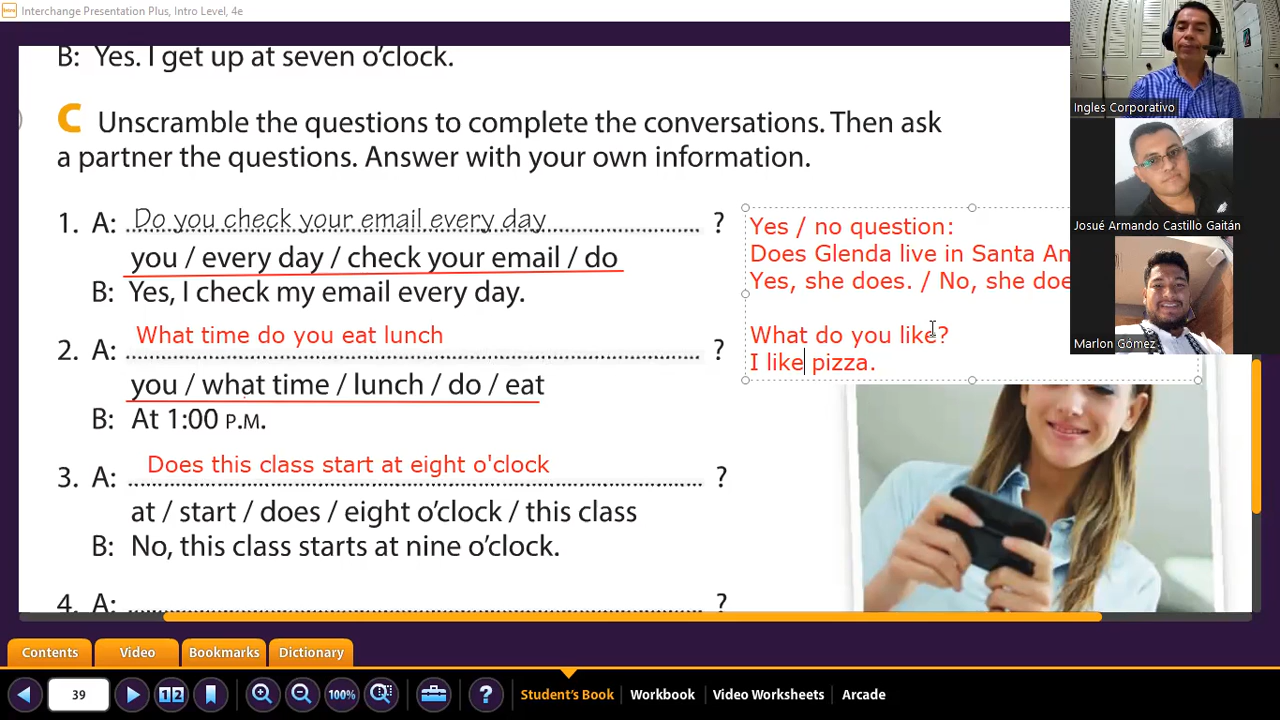 Interchange Presentation Plus, Intro Level, 4e
B: Yes. I get up at seven o'clock.
C Unscramble the questions to complete the conversations. Then ask
a partner the questions. Answer with your own information.
1. A: Do you check your email every day ?
you / every day / check your email / do
B: Yes, I check my email every day.
2. A: What time do you eat lunch ?
you / what time / lunch / do / eat
B: At 1:00 P.M.
3. A: Does this class start at eight o'clock ?
at / start / does / eight o'clock / this class
B: No, this class starts at nine o'clock.
4. A: ?
Yes / no question:
Does Glenda live in Santa
Yes, she does. / No, she
What do you like?
I like pizza.
Ingles Corporativo
Josué Armando Castillo Gaitán
Marlon Gómez
Contents Video Bookmarks Dictionary
39 1 2 100% ? Student's Book Workbook Video Worksheets Arcade